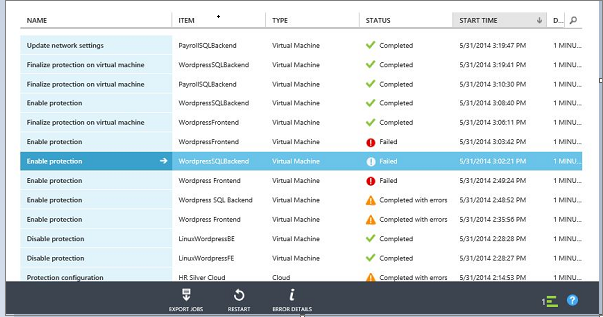 NAME ITEM TYPE STATUS START TIME D...
Update network settings PayrollSQLBackend Virtual Machine Completed 5/31/2014 3:19:47 PM 1 MINU...
Finalize protection on virtual machine WordpressSQLBackend Virtual Machine Completed 5/31/2014 3:19:41 PM 1 MINU...
Finalize protection on virtual machine PayrollSQLBackend Virtual Machine Completed 5/31/2014 3:10:30 PM 1 MINU...
Enable protection WordpressSQLBackend Virtual Machine Completed 5/31/2014 3:08:40 PM 1 MINU...
Finalize protection on virtual machine WordpressFrontend Virtual Machine Completed 5/31/2014 3:06:11 PM 1 MINU...
Enable protection WordpressFrontend Virtual Machine Failed 5/31/2014 3:03:42 PM 1 MINU...
Enable protection WordpressSQLBackend Virtual Machine Failed 5/31/2014 3:02:21 PM 1 MINU...
Enable protection Wordpress Frontend Virtual Machine Failed 5/31/2014 2:49:24 PM 1 MINU...
Enable protection Wordpress SQL Backend Virtual Machine Completed with errors 5/31/2014 2:48:52 PM 1 MINU...
Enable protection Wordpress Frontend Virtual Machine Completed with errors 5/31/2014 2:35:56 PM 1 MINU...
Disable protection LinuxWordpressBE Virtual Machine Completed 5/31/2014 2:28:28 PM 1 MINU...
Disable protection LinuxWordpressFE Virtual Machine Completed 5/31/2014 2:28:27 PM 1 MINU...
Protection configuration HR Silver Cloud Cloud Completed with errors 5/31/2014 2:14:53 PM 1 MINU...
EXPORT JOBS RESTART ERROR DETAILS 1 ?